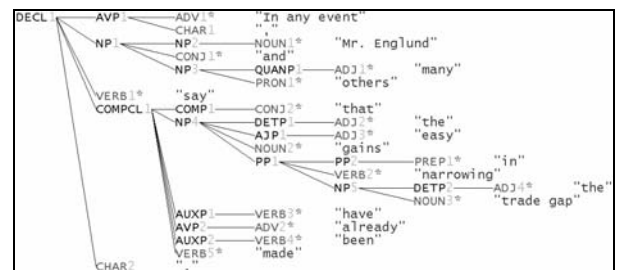 DECL1 AVP1 ADV1* "In any event"
CHAR1 ","
NP1 NP2 NOUN1* "Mr. Englund"
CONJ1* "and"
NP3 QUANP1 ADJ1* "many"
PRON1* "others"
VERB1* "say"
COMPCL1 COMP1 CONJ2* "that"
NP4 DETP1 ADJ2* "the"
AJP1 ADJ3* "easy"
NOUN2* "gains"
PP1 PP2 PREP1* "in"
VERB2* "narrowing"
NP5 DETP2 ADJ4* "the"
NOUN3* "trade gap"
AUXP1 VERB3* "have"
AVP2 ADV2* "already"
AUXP2 VERB4* "been"
VERB5* "made"
CHAR2 "."